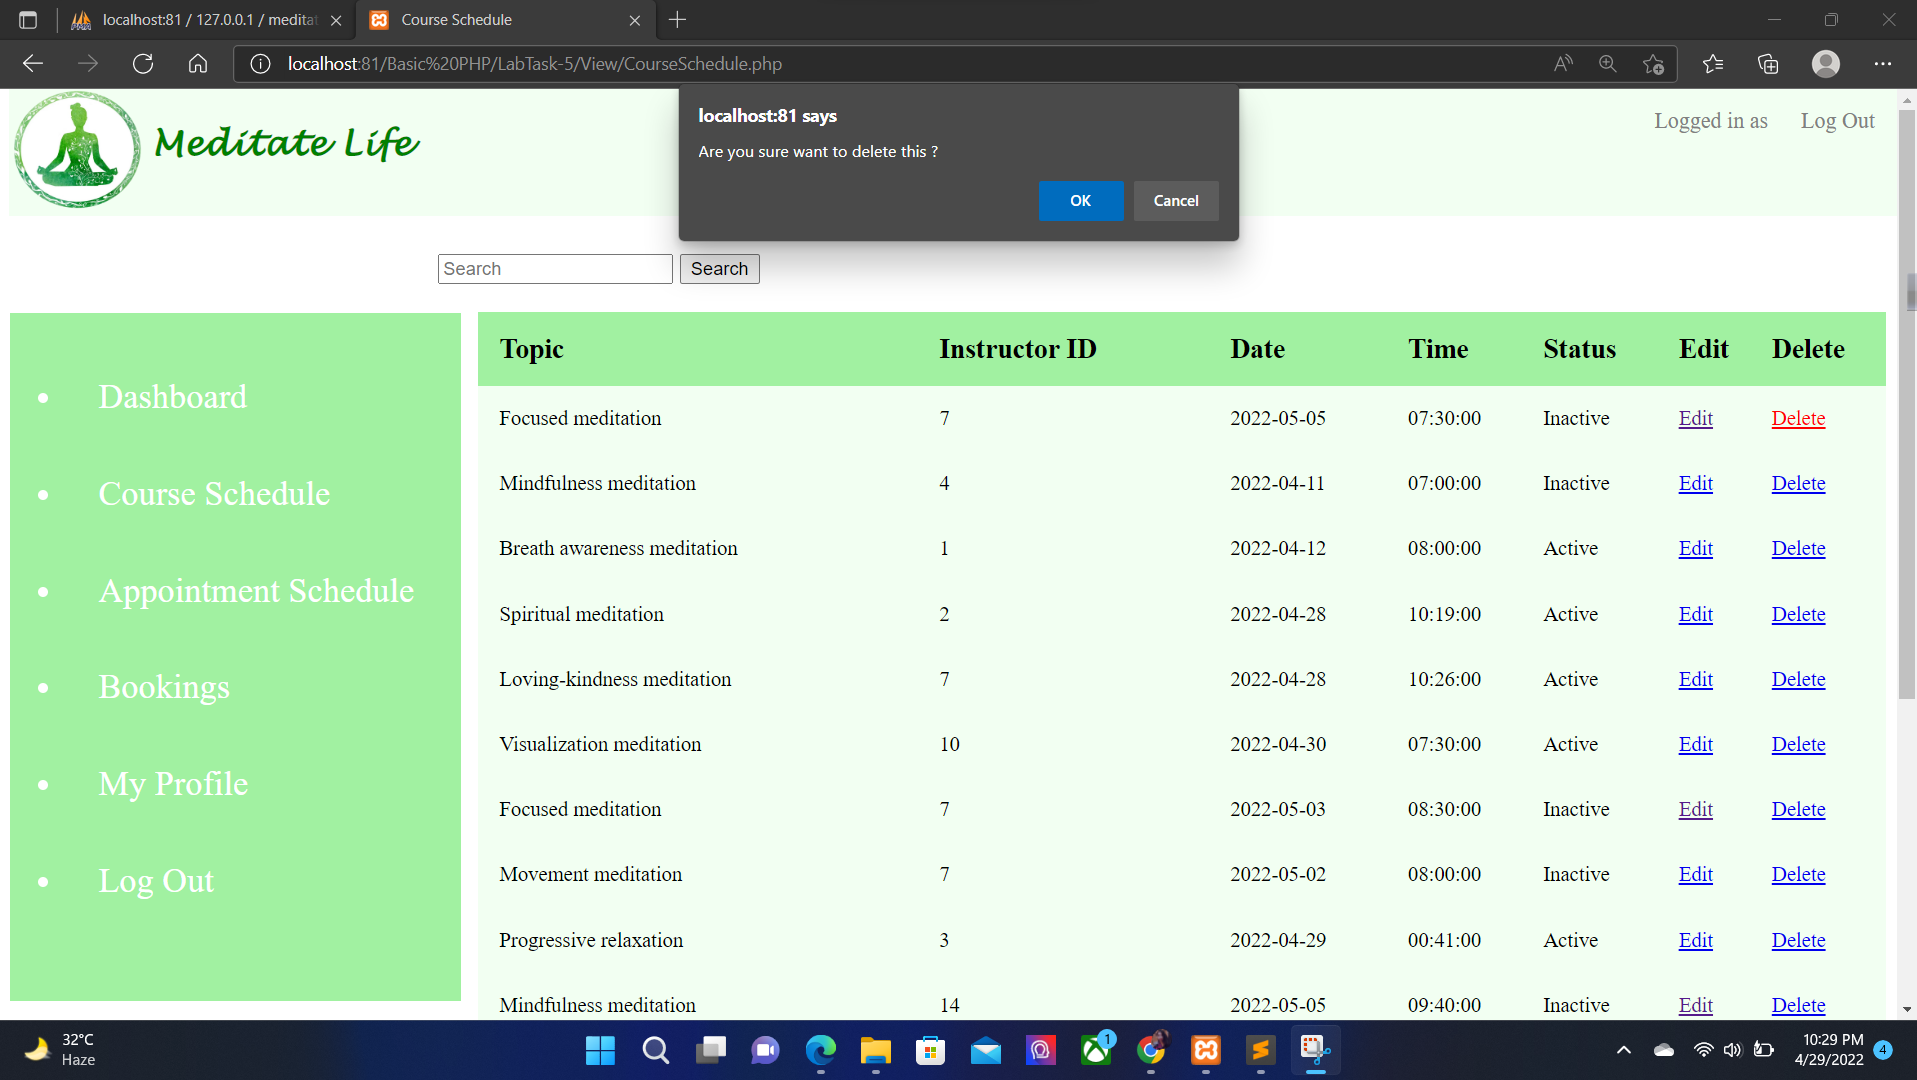 localhost:81 / 127.0.0.1 / meditat
Course Schedule
localhost:81/Basic%20PHP/LabTask-5/View/CourseSchedule.php
Meditate Life
localhost:81 says
Are you sure want to delete this ?
OK Cancel
Logged in as Log Out
Search Search
Dashboard
Course Schedule
Appointment Schedule
Bookings
My Profile
Log Out
Topic Instructor ID Date Time Status Edit Delete
Focused meditation 7 2022-05-05 07:30:00 Inactive Edit Delete
Mindfulness meditation 4 2022-04-11 07:00:00 Inactive Edit Delete
Breath awareness meditation 1 2022-04-12 08:00:00 Active Edit Delete
Spiritual meditation 2 2022-04-28 10:19:00 Active Edit Delete
Loving-kindness meditation 7 2022-04-28 10:26:00 Active Edit Delete
Visualization meditation 10 2022-04-30 07:30:00 Active Edit Delete
Focused meditation 7 2022-05-03 08:30:00 Inactive Edit Delete
Movement meditation 7 2022-05-02 08:00:00 Inactive Edit Delete
Progressive relaxation 3 2022-04-29 00:41:00 Active Edit Delete
Mindfulness meditation 14 2022-05-05 09:40:00 Inactive Edit Delete
32°C
Haze
1
10:29 PM
4/29/2022
4